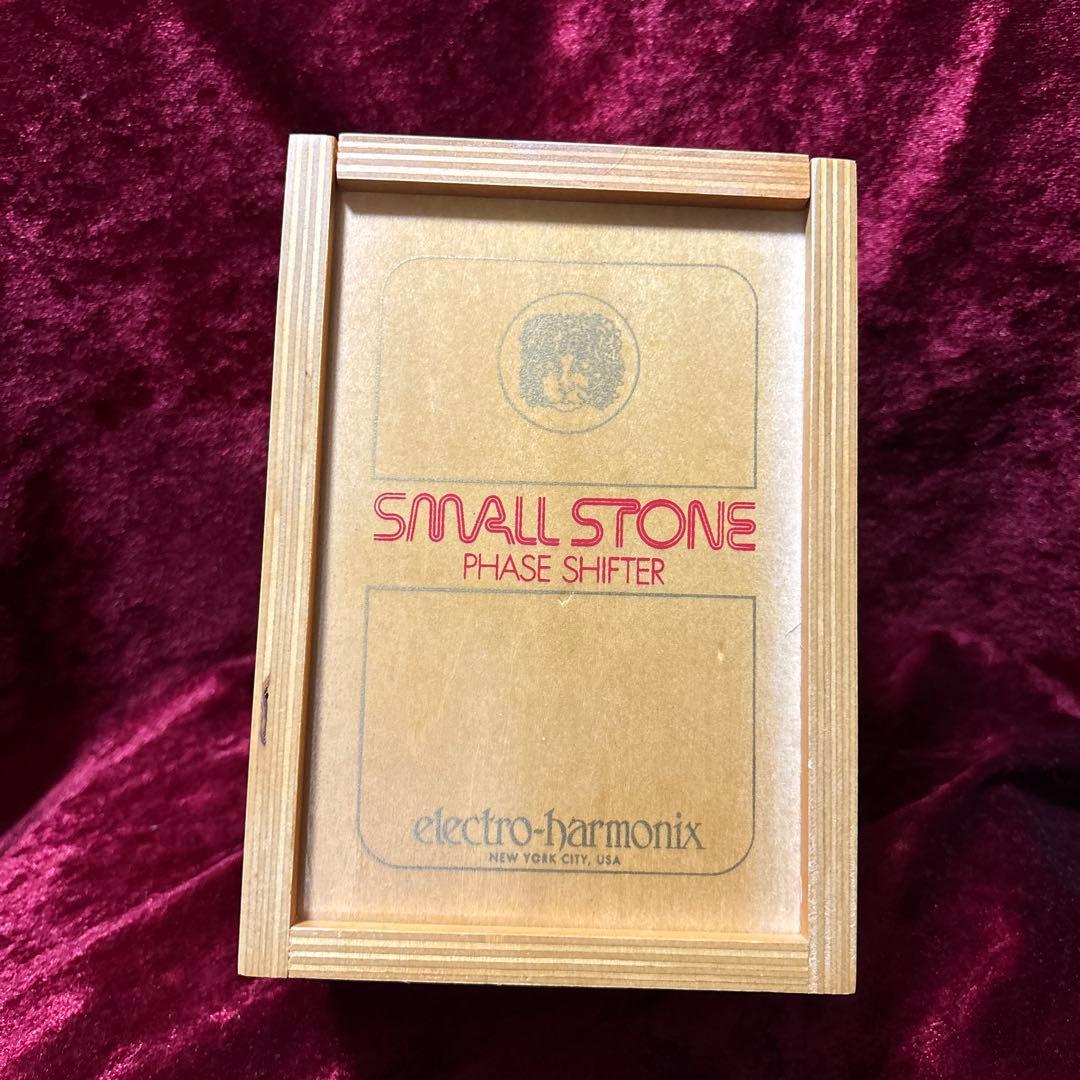 SMALL STONE
PHASE SHIFTER
electro-harmonix
NEW YORK CITY, USA